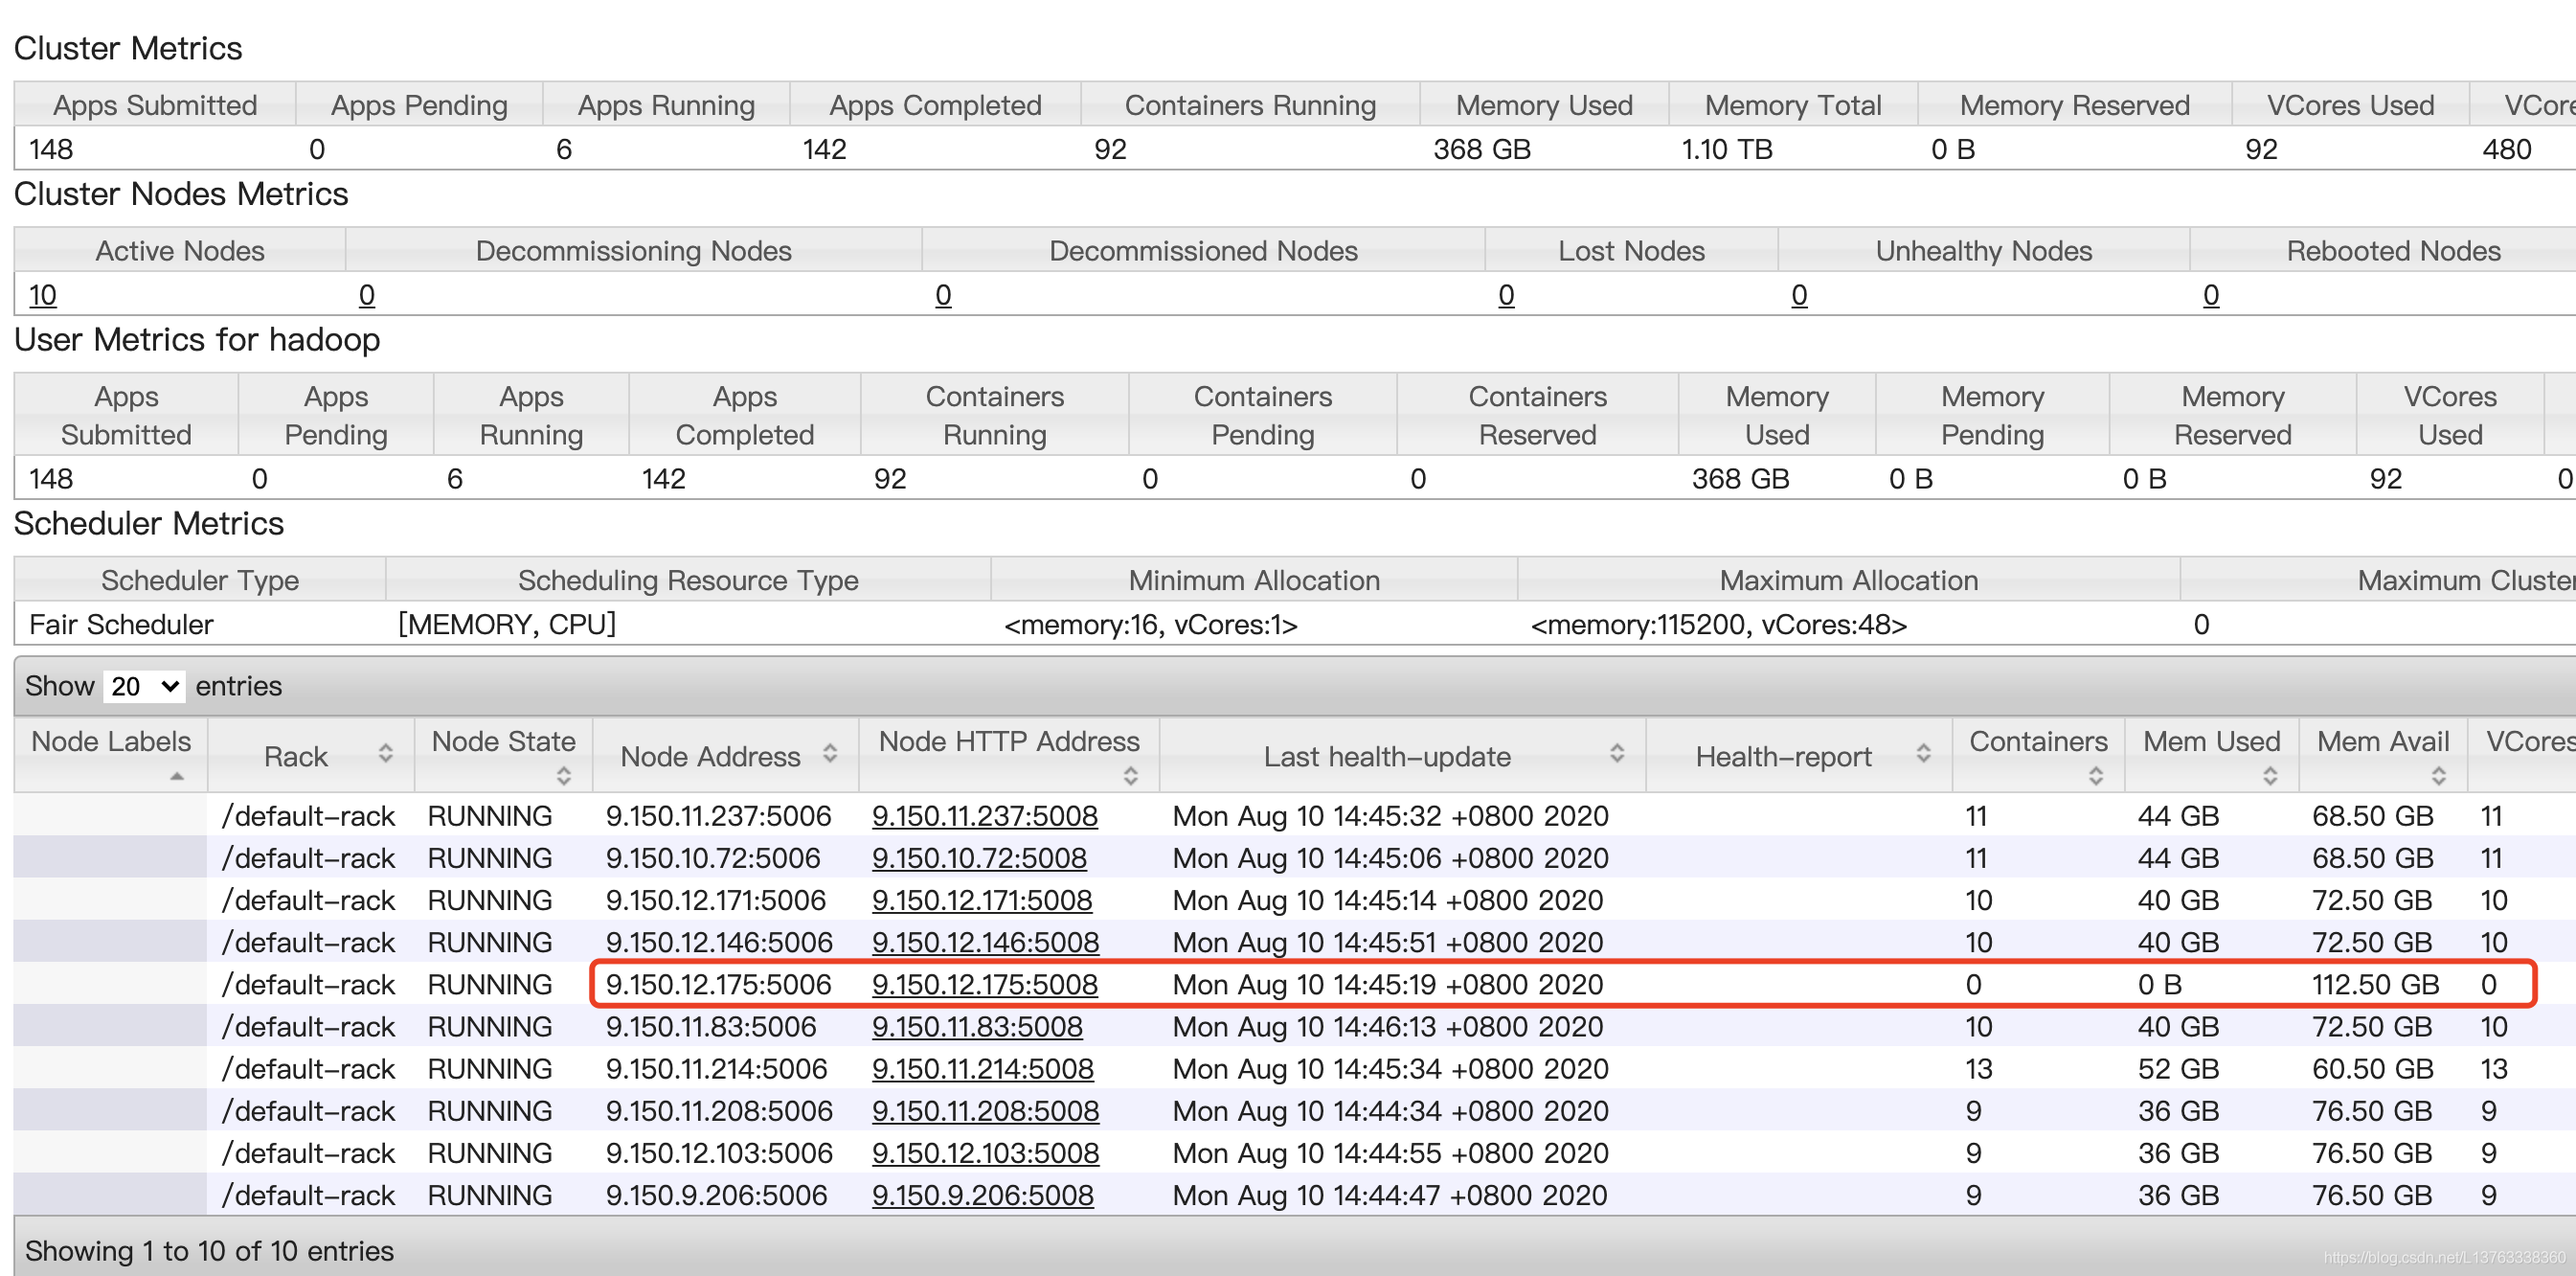 Cluster Metrics
Apps Submitted Apps Pending Apps Running Apps Completed Containers Running Memory Used Memory Total Memory Reserved VCores Used VCore
148 0 6 142 92 368 GB 1.10 TB 0 B 92 480
Cluster Nodes Metrics
Active Nodes Decommissioning Nodes Decommissioned Nodes Lost Nodes Unhealthy Nodes Rebooted Nodes
10 0 0 0 0 0
User Metrics for hadoop
Apps Submitted Apps Pending Apps Running Apps Completed Containers Running Containers Pending Containers Reserved Memory Used Memory Pending Memory Reserved VCores Used
148 0 6 142 92 0 0 368 GB 0 B 0 B 92 0
Scheduler Metrics
Scheduler Type Scheduling Resource Type Minimum Allocation Maximum Allocation Maximum Cluster
Fair Scheduler [MEMORY, CPU] <memory:16, vCores:1> <memory:115200, vCores:48> 0
Show 20 entries
Node Labels Rack Node State Node Address Node HTTP Address Last health-update Health-report Containers Mem Used Mem Avail VCores
/default-rack RUNNING 9.150.11.237:5006 9.150.11.237:5008 Mon Aug 10 14:45:32 +0800 2020 11 44 GB 68.50 GB 11
/default-rack RUNNING 9.150.10.72:5006 9.150.10.72:5008 Mon Aug 10 14:45:06 +0800 2020 11 44 GB 68.50 GB 11
/default-rack RUNNING 9.150.12.171:5006 9.150.12.171:5008 Mon Aug 10 14:45:14 +0800 2020 10 40 GB 72.50 GB 10
/default-rack RUNNING 9.150.12.146:5006 9.150.12.146:5008 Mon Aug 10 14:45:51 +0800 2020 10 40 GB 72.50 GB 10
/default-rack RUNNING 9.150.12.175:5006 9.150.12.175:5008 Mon Aug 10 14:45:19 +0800 2020 0 0 B 112.50 GB 0
/default-rack RUNNING 9.150.11.83:5006 9.150.11.83:5008 Mon Aug 10 14:46:13 +0800 2020 10 40 GB 72.50 GB 10
/default-rack RUNNING 9.150.11.214:5006 9.150.11.214:5008 Mon Aug 10 14:45:34 +0800 2020 13 52 GB 60.50 GB 13
/default-rack RUNNING 9.150.11.208:5006 9.150.11.208:5008 Mon Aug 10 14:44:34 +0800 2020 9 36 GB 76.50 GB 9
/default-rack RUNNING 9.150.12.103:5006 9.150.12.103:5008 Mon Aug 10 14:44:55 +0800 2020 9 36 GB 76.50 GB 9
/default-rack RUNNING 9.150.9.206:5006 9.150.9.206:5008 Mon Aug 10 14:44:47 +0800 2020 9 36 GB 76.50 GB 9
Showing 1 to 10 of 10 entries
https://blog.csdn.net/L13763338360